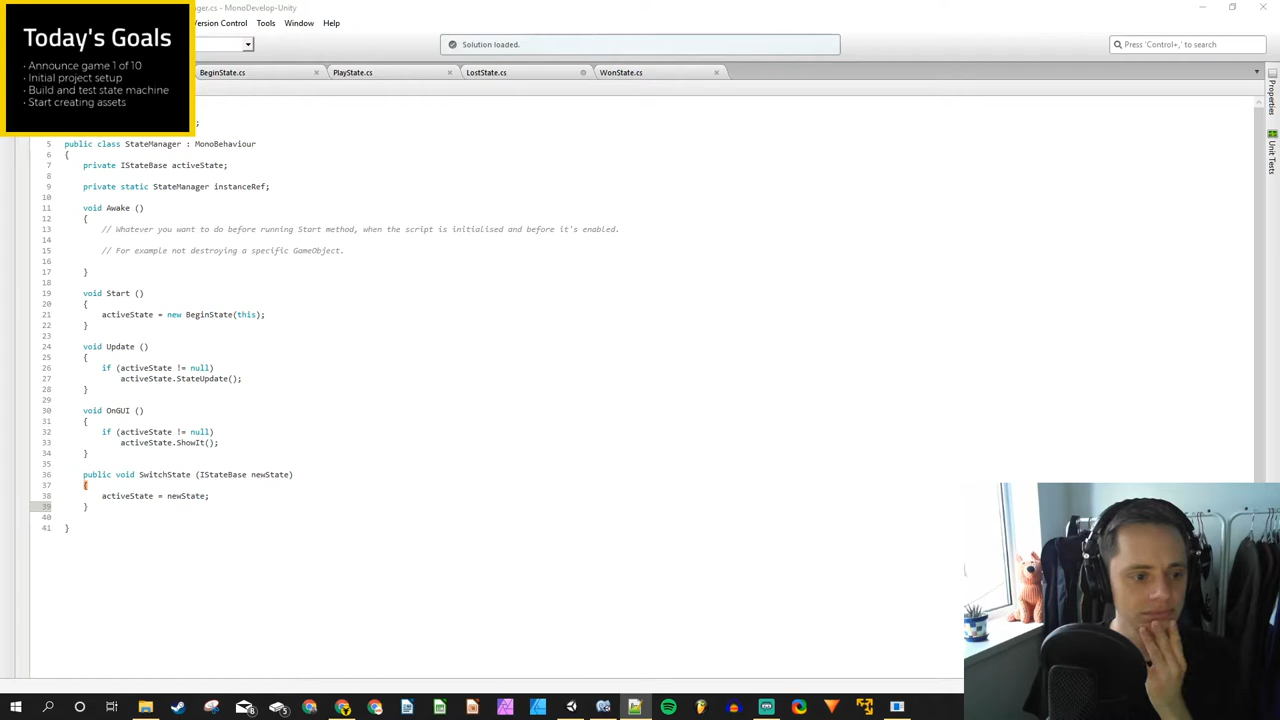 ger.cs - MonoDevelop-Unity
Today's Goals
· Announce game 1 of 10
· Initial project setup
· Build and test state machine
· Start creating assets
ersion Control Tools Window Help
Solution loaded.
Press 'Control+,' to search
BeginState.cs PlayState.cs LostState.cs WonState.cs
Properties
Unit Tests
;
5 public class StateManager : MonoBehaviour
6 {
7 private IStateBase activeState;
8
9 private static StateManager instanceRef;
10
11 void Awake ()
12 {
13 // Whatever you want to do before running Start method, when the script is initialised and before it's enabled.
14
15 // For example not destroying a specific GameObject.
16
17 }
18
19 void Start ()
20 {
21 activeState = new BeginState(this);
22 }
23
24 void Update ()
25 {
26 if (activeState != null)
27 activeState.StateUpdate();
28 }
29
30 void OnGUI ()
31 {
32 if (activeState != null)
33 activeState.ShowIt();
34 }
35
36 public void SwitchState (IStateBase newState)
37 {
38 activeState = newState;
39 }
40
41 }